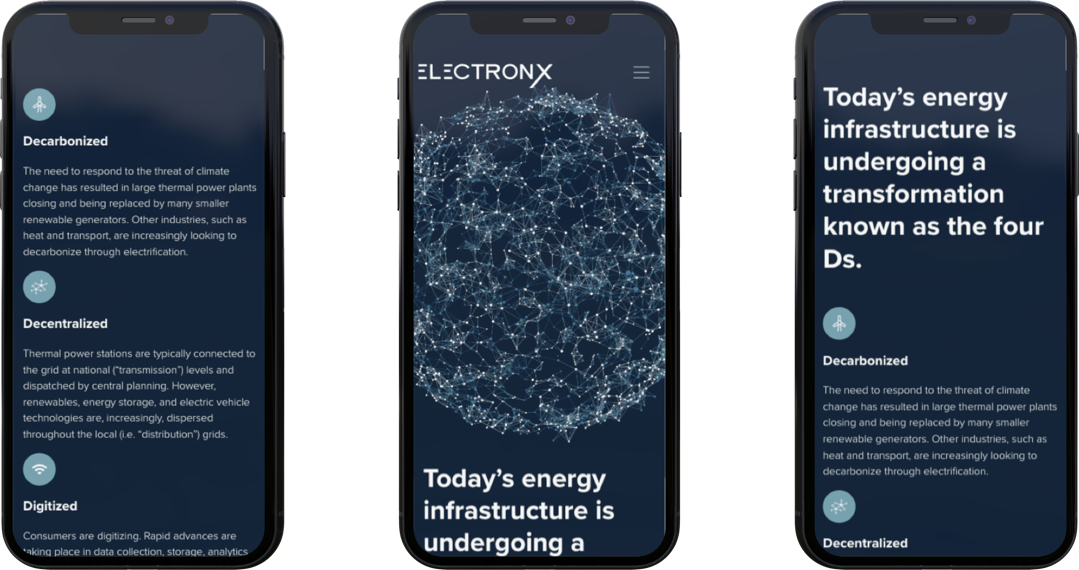 Decarbonized
The need to respond to the threat of climate
change has resulted in large thermal power plants
closing and being replaced by many smaller
renewable generators. Other industries, such as
heat and transport, are increasingly looking to
decarbonize through electrification.
Decentralized
Thermal power stations are typically connected to
the grid at national (“transmission”) levels and
dispatched by central planning. However,
renewables, energy storage, and electric vehicle
technologies are, increasingly, dispersed
throughout the local (i.e. “distribution”) grids.
Digitized
Consumers are digitizing. Rapid advances are
taking place in data collection, storage, analytics
ELECTRONX
Today’s energy
infrastructure is
undergoing a
Today’s energy
infrastructure is
undergoing a
transformation
known as the four
Ds.
Decarbonized
The need to respond to the threat of climate
change has resulted in large thermal power plants
closing and being replaced by many smaller
renewable generators. Other industries, such as
heat and transport, are increasingly looking to
decarbonize through electrification.
Decentralized